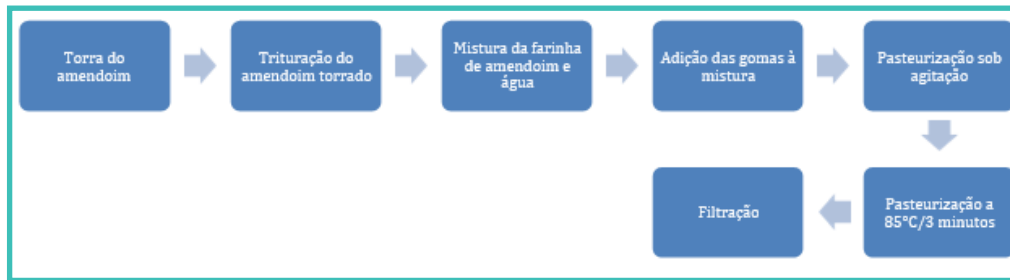 Torra do
amendoim
Trituração do
amendoim torrado
Mistura da farinha
de amendoim e
água
Adição das gomas à
mistura
Pasteurização sob
agitação
Pasteurização a
85°C/3 minutos
Filtração